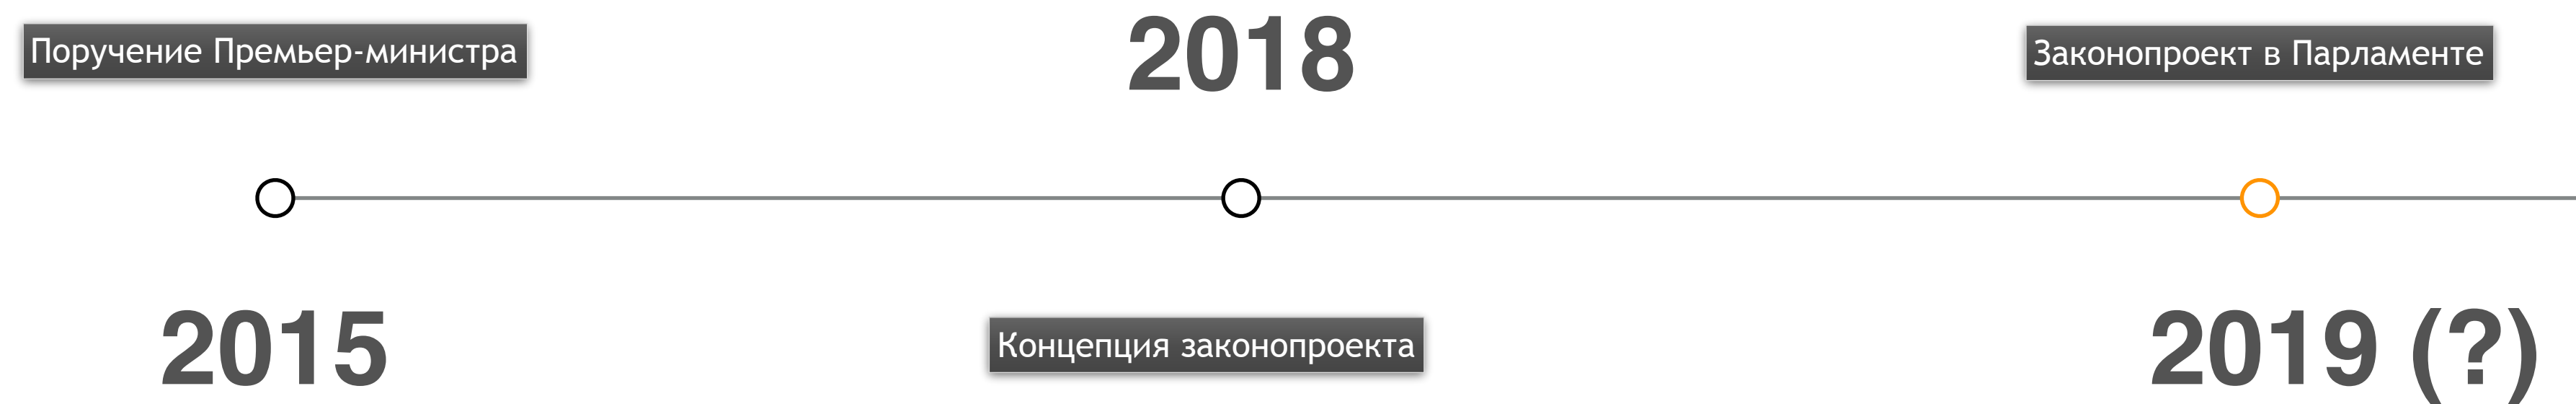 Поручение Премьер-министра
2015
2018
Концепция законопроекта
Законопроект в Парламенте
2019 (?)